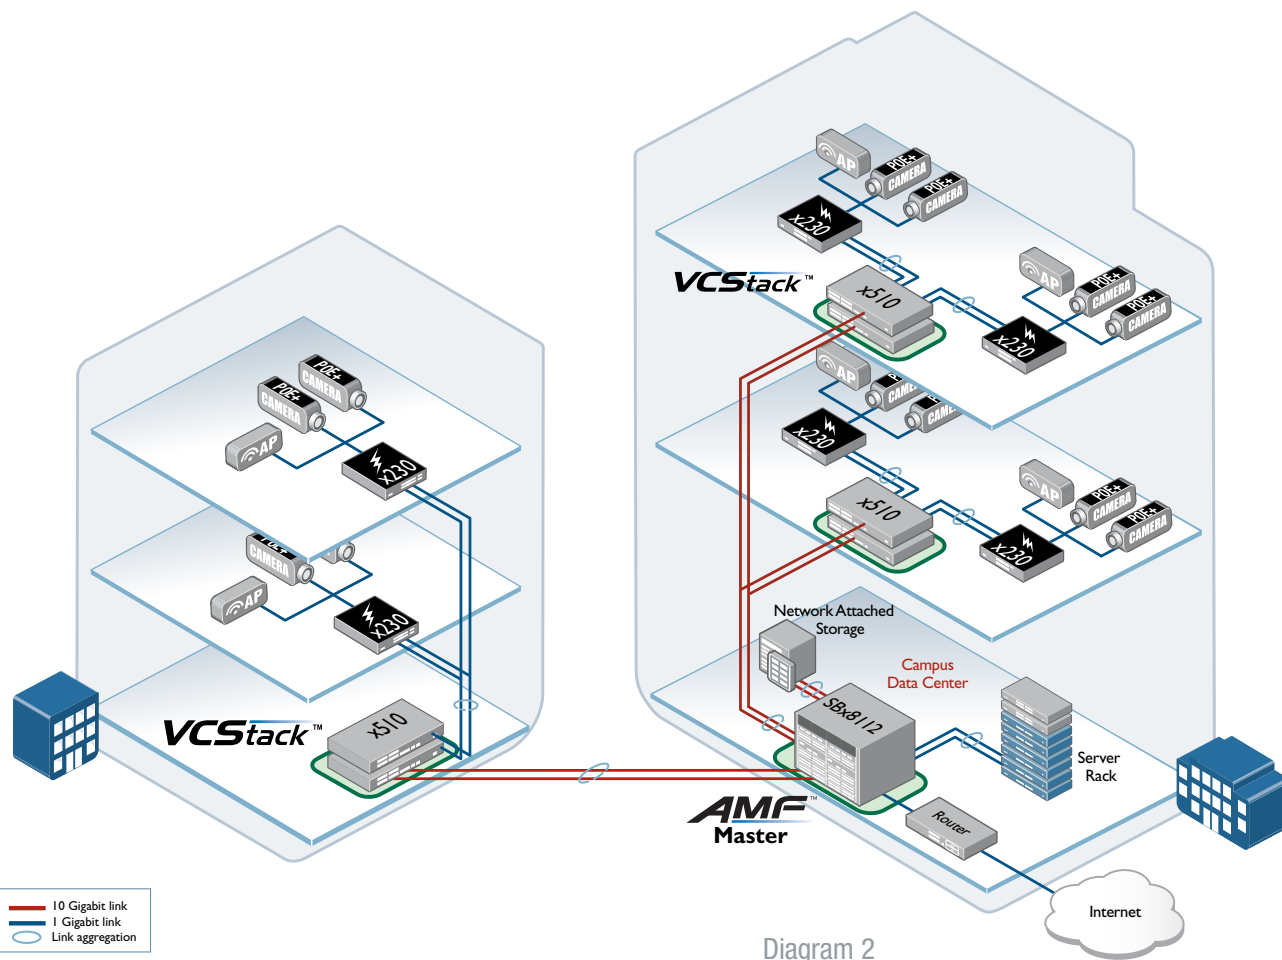 AP
POE+
CAMERA
POE+
CAMERA
x230
VCStack™
x510
AP
POE+
CAMERA
POE+
CAMERA
x230
AP
CAMERA
x230
x510
AP
POE+
CAMERA
POE+
CAMERA
x230
POE+
CAMERA
POE+
CAMERA
AP
x230
POE+
CAMERA
AP
x230
VCStack™
x510
Network Attached
Storage
Campus
Data Center
SBx8112
Server
Rack
AMF™
Master
Router
Internet
10 Gigabit link
1 Gigabit link
Link aggregation
Diagram 2